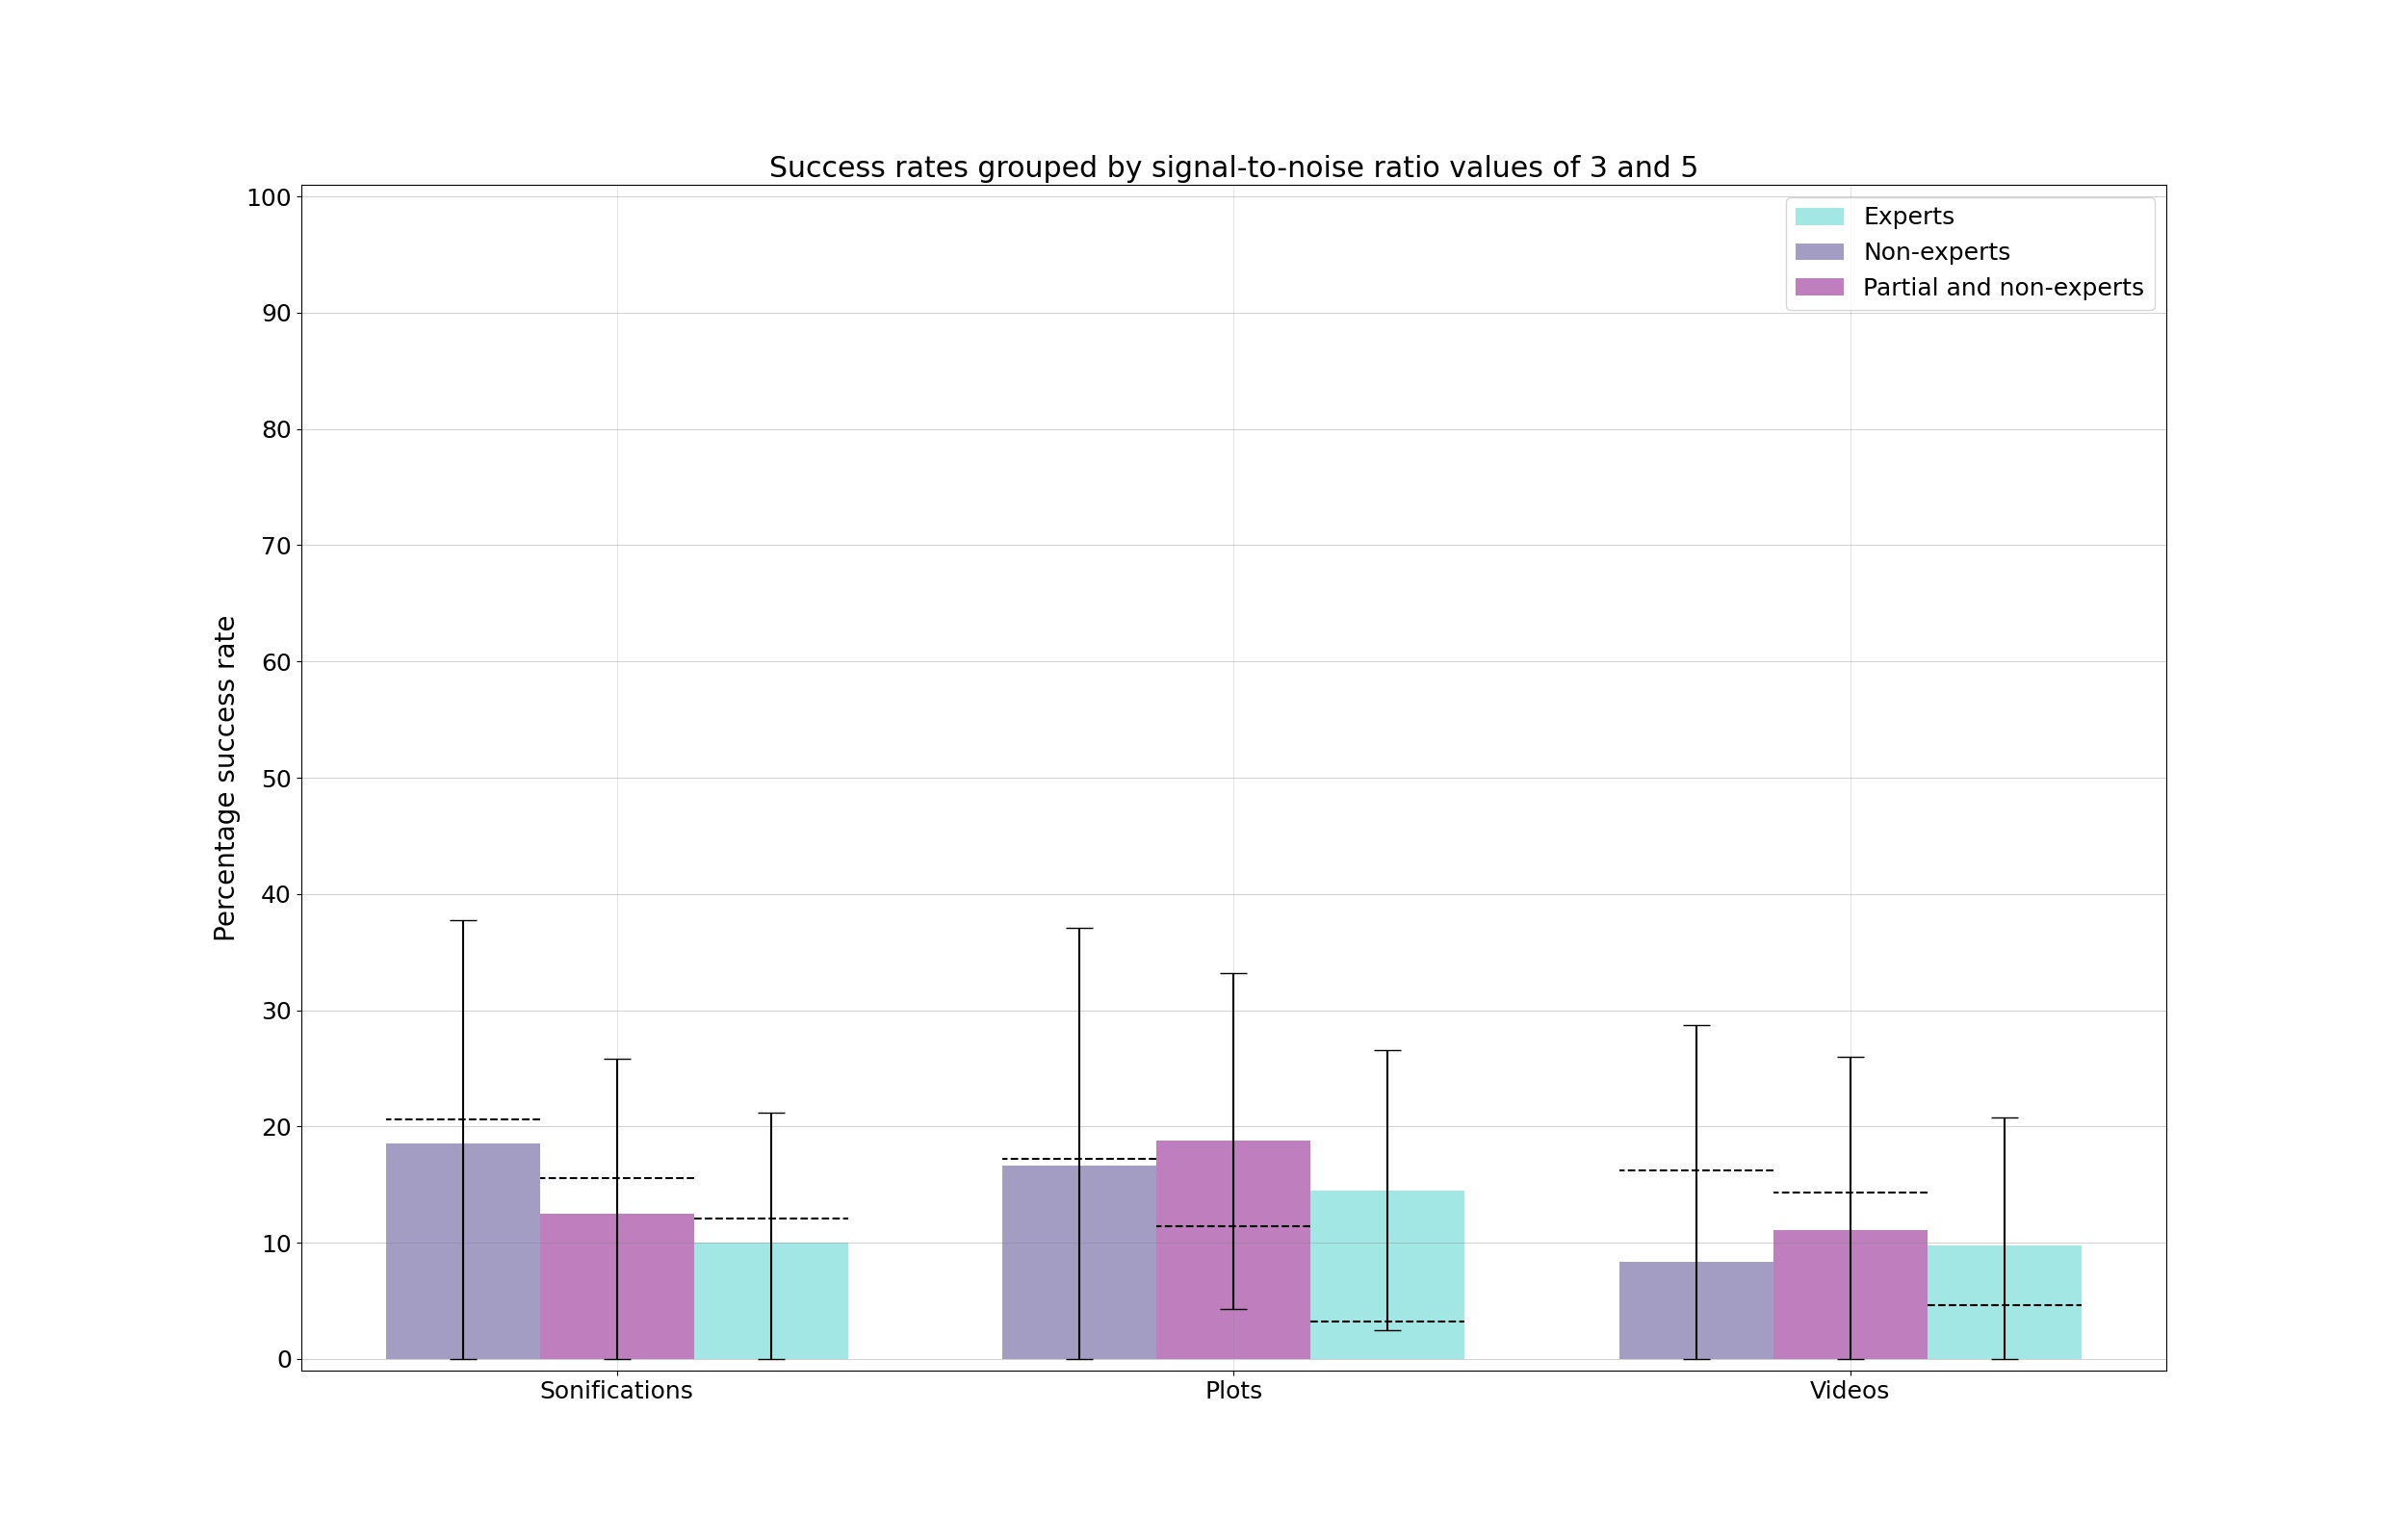 Success rates grouped by signal-to-noise ratio values of 3 and 5
Experts
Non-experts
Partial and non-experts
Percentage success rate
100
90
80
70
60
50
40
30
20
10
0
Sonifications
Plots
Videos